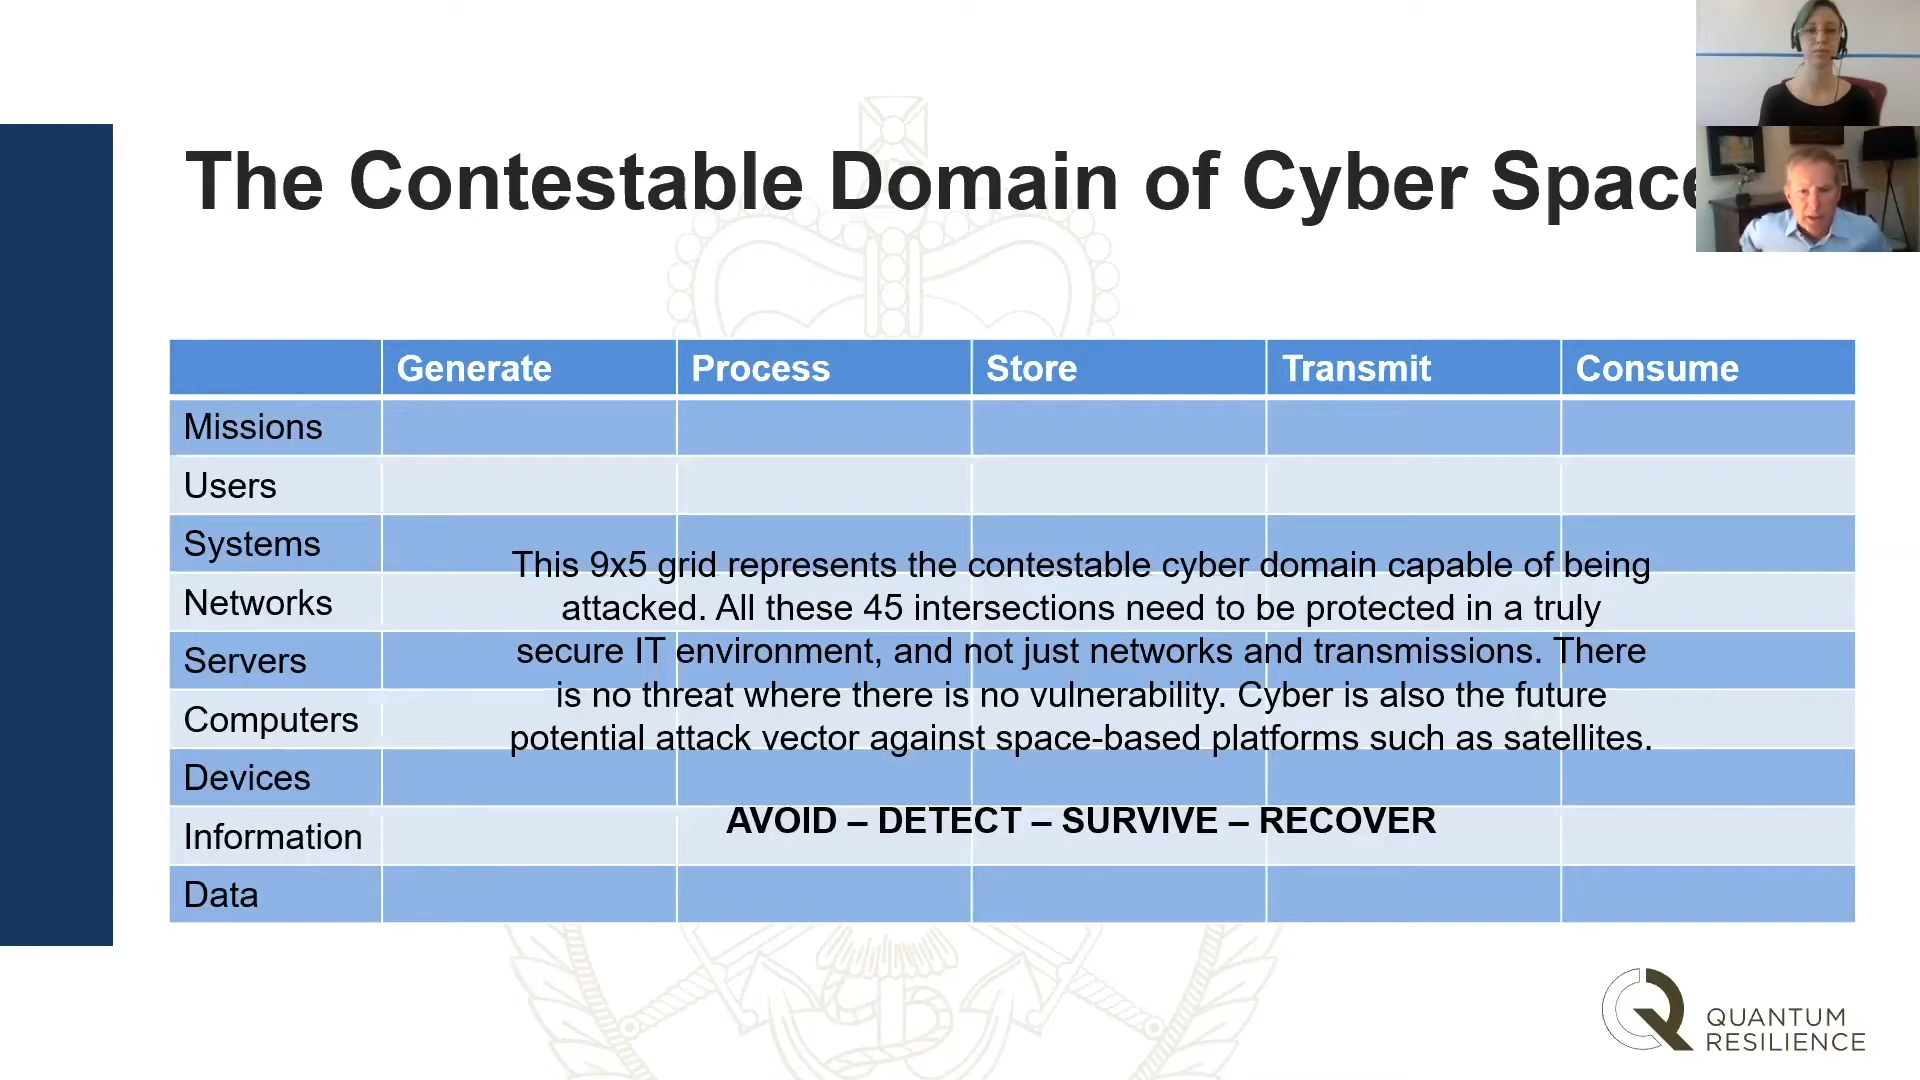 The Contestable Domain of Cyber Space
Generate Process Store Transmit Consume
Missions
Users
Systems
Networks
Servers
Computers
Devices
Information
Data
This 9x5 grid represents the contestable cyber domain capable of being
attacked. All these 45 intersections need to be protected in a truly
secure IT environment, and not just networks and transmissions. There
is no threat where there is no vulnerability. Cyber is also the future
potential attack vector against space-based platforms such as satellites.
AVOID – DETECT – SURVIVE – RECOVER
QUANTUM
RESILIENCE